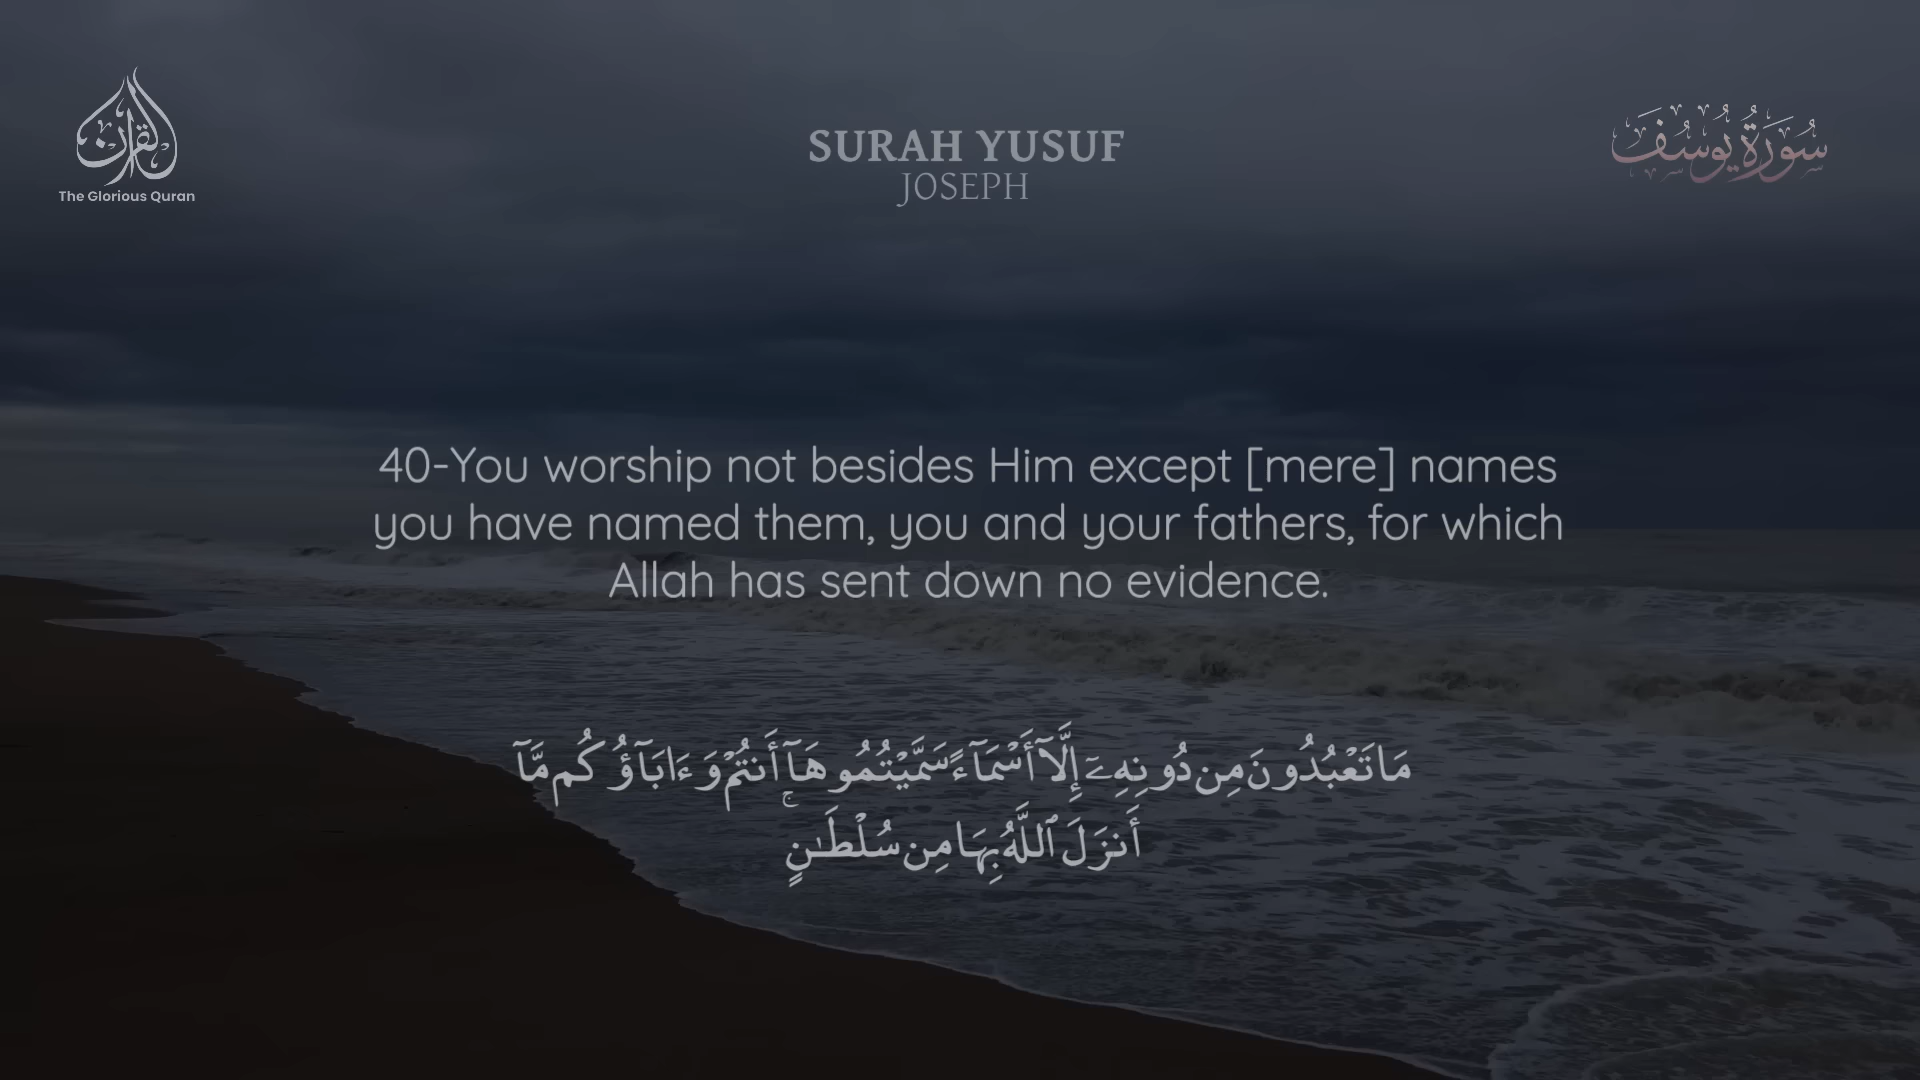 القرآن
The Glorious Quran
SURAH YUSUF
JOSEPH
سُورَةُ يُوسُفَ
40-You worship not besides Him except [mere] names
you have named them, you and your fathers, for which
Allah has sent down no evidence.
مَا تَعْبُدُونَ مِن دُونِهِۦٓ إِلَّآ أَسْمَآءً سَمَّيْتُمُوهَآ أَنتُمْ وَءَابَآؤُكُم مَّآ
أَنزَلَ ٱللَّهُ بِهَا مِن سُلْطَـٰنٍ ۚ